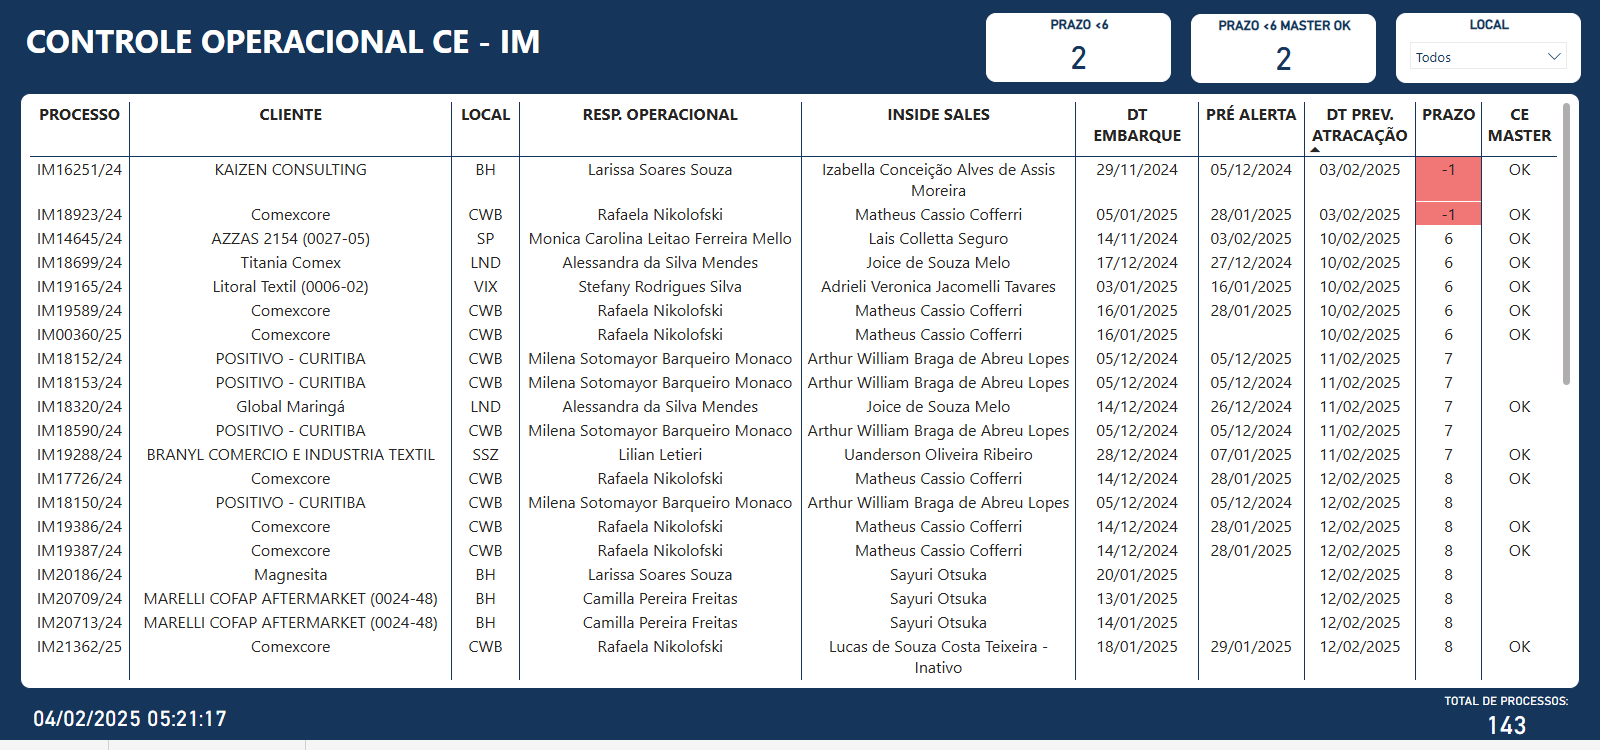 CONTROLE OPERACIONAL CE - IM
PRAZO <6
2
PRAZO <6 MASTER OK
2
LOCAL
Todos
PROCESSO CLIENTE LOCAL RESP. OPERACIONAL INSIDE SALES DT EMBARQUE PRÉ ALERTA DT PREV. ATRACAÇÃO PRAZO CE MASTER
IM16251/24 KAIZEN CONSULTING BH Larissa Soares Souza Izabella Conceição Alves de Assis Moreira 29/11/2024 05/12/2024 03/02/2025 -1 OK
IM18923/24 Comexcore CWB Rafaela Nikolofski Matheus Cassio Cofferri 05/01/2025 28/01/2025 03/02/2025 -1 OK
IM14645/24 AZZAS 2154 (0027-05) SP Monica Carolina Leitao Ferreira Mello Lais Colletta Seguro 14/11/2024 03/02/2025 10/02/2025 6 OK
IM18699/24 Titania Comex LND Alessandra da Silva Mendes Joice de Souza Melo 17/12/2024 27/12/2024 10/02/2025 6 OK
IM19165/24 Litoral Textil (0006-02) VIX Stefany Rodrigues Silva Adrieli Veronica Jacomelli Tavares 03/01/2025 16/01/2025 10/02/2025 6 OK
IM19589/24 Comexcore CWB Rafaela Nikolofski Matheus Cassio Cofferri 16/01/2025 28/01/2025 10/02/2025 6 OK
IM00360/25 Comexcore CWB Rafaela Nikolofski Matheus Cassio Cofferri 16/01/2025 10/02/2025 6 OK
IM18152/24 POSITIVO - CURITIBA CWB Milena Sotomayor Barqueiro Monaco Arthur William Braga de Abreu Lopes 05/12/2024 05/12/2024 11/02/2025 7
IM18153/24 POSITIVO - CURITIBA CWB Milena Sotomayor Barqueiro Monaco Arthur William Braga de Abreu Lopes 05/12/2024 05/12/2024 11/02/2025 7
IM18320/24 Global Maringá LND Alessandra da Silva Mendes Joice de Souza Melo 14/12/2024 26/12/2024 11/02/2025 7 OK
IM18590/24 POSITIVO - CURITIBA CWB Milena Sotomayor Barqueiro Monaco Arthur William Braga de Abreu Lopes 05/12/2024 05/12/2024 11/02/2025 7
IM19288/24 BRANYL COMERCIO E INDUSTRIA TEXTIL SSZ Lilian Letieri Uanderson Oliveira Ribeiro 28/12/2024 07/01/2025 11/02/2025 7 OK
IM17726/24 Comexcore CWB Rafaela Nikolofski Matheus Cassio Cofferri 14/12/2024 28/01/2025 12/02/2025 8 OK
IM18150/24 POSITIVO - CURITIBA CWB Milena Sotomayor Barqueiro Monaco Arthur William Braga de Abreu Lopes 05/12/2024 05/12/2024 12/02/2025 8
IM19386/24 Comexcore CWB Rafaela Nikolofski Matheus Cassio Cofferri 14/12/2024 28/01/2025 12/02/2025 8 OK
IM19387/24 Comexcore CWB Rafaela Nikolofski Matheus Cassio Cofferri 14/12/2024 28/01/2025 12/02/2025 8 OK
IM20186/24 Magnesita BH Larissa Soares Souza Sayuri Otsuka 20/01/2025 12/02/2025 8
IM20709/24 MARELLI COFAP AFTERMARKET (0024-48) BH Camilla Pereira Freitas Sayuri Otsuka 13/01/2025 12/02/2025 8
IM20713/24 MARELLI COFAP AFTERMARKET (0024-48) BH Camilla Pereira Freitas Sayuri Otsuka 14/01/2025 12/02/2025 8
IM21362/25 Comexcore CWB Rafaela Nikolofski Lucas de Souza Costa Teixeira - Inativo 18/01/2025 29/01/2025 12/02/2025 8 OK
04/02/2025 05:21:17
TOTAL DE PROCESSOS:
143